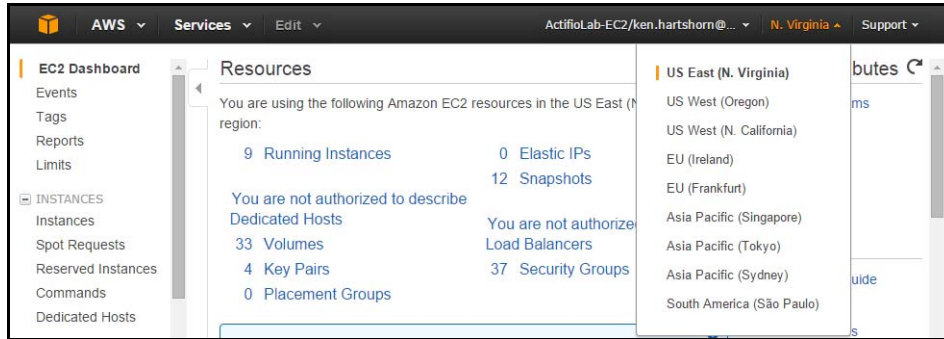 AWS Services Edit ActifioLab-EC2/ken.hartshorn@... N. Virginia Support
EC2 Dashboard
Events
Tags
Reports
Limits
INSTANCES
Instances
Spot Requests
Reserved Instances
Commands
Dedicated Hosts
Resources
You are using the following Amazon EC2 resources in the US East (
region:
9 Running Instances
0 Elastic IPs
12 Snapshots
You are not authorized to describe
Dedicated Hosts
You are not authorize
Load Balancers
33 Volumes
37 Security Groups
4 Key Pairs
0 Placement Groups
US East (N. Virginia)
US West (Oregon)
US West (N. California)
EU (Ireland)
EU (Frankfurt)
Asia Pacific (Singapore)
Asia Pacific (Tokyo)
Asia Pacific (Sydney)
South America (São Paulo)
butes
ms
uide
s